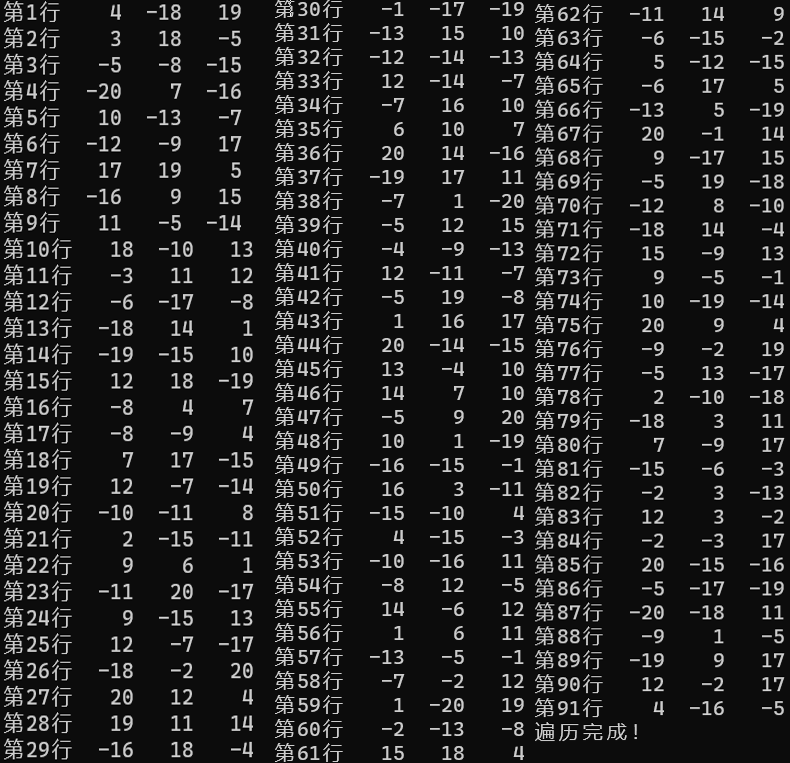 第1行 4 -18 19
第2行 3 18 -5
第3行 -5 -8 -15
第4行 -20 7 -16
第5行 10 -13 -7
第6行 -12 -9 17
第7行 17 19 5
第8行 -16 9 15
第9行 11 -5 -14
第10行 18 -10 13
第11行 -3 11 12
第12行 -6 -17 -8
第13行 -18 14 1
第14行 -19 -15 10
第15行 12 18 -19
第16行 -8 4 7
第17行 -8 -9 4
第18行 7 17 -15
第19行 12 -7 -14
第20行 -10 -11 8
第21行 2 -15 -11
第22行 9 6 1
第23行 -11 20 -17
第24行 9 -15 13
第25行 12 -7 -17
第26行 -18 -2 20
第27行 20 12 4
第28行 19 11 14
第29行 -16 18 -4
第30行 -1 -17 -19
第31行 -13 15 10
第32行 -12 -14 -13
第33行 12 -14 -7
第34行 -7 16 10
第35行 6 10 7
第36行 20 14 -16
第37行 -19 17 11
第38行 -7 1 -20
第39行 -5 12 15
第40行 -4 -9 -13
第41行 12 -11 -7
第42行 -5 19 -8
第43行 1 16 17
第44行 20 -14 -15
第45行 13 -4 10
第46行 14 7 10
第47行 -5 9 20
第48行 10 1 -19
第49行 -16 -15 -1
第50行 16 3 -11
第51行 -15 -10 4
第52行 4 -15 -3
第53行 -10 -16 11
第54行 -8 12 -5
第55行 14 -6 12
第56行 1 6 11
第57行 -13 -5 -1
第58行 -7 -2 12
第59行 1 -20 19
第60行 -2 -13 -8
第61行 15 18 4
第62行 -11 14 9
第63行 -6 -15 -2
第64行 5 -12 -15
第65行 -6 17 5
第66行 -13 5 -19
第67行 20 -1 14
第68行 9 -17 15
第69行 -5 19 -18
第70行 -12 8 -10
第71行 -18 14 -4
第72行 15 -9 13
第73行 9 -5 -1
第74行 10 -19 -14
第75行 20 9 4
第76行 -9 -2 19
第77行 -5 13 -17
第78行 2 -10 -18
第79行 -18 3 11
第80行 7 -9 17
第81行 -15 -6 -3
第82行 -2 3 -13
第83行 12 3 -2
第84行 -2 -3 17
第85行 20 -15 -16
第86行 -5 -17 -19
第87行 -20 -18 11
第88行 -9 1 -5
第89行 -19 9 17
第90行 12 -2 17
第91行 4 -16 -5
遍历完成!